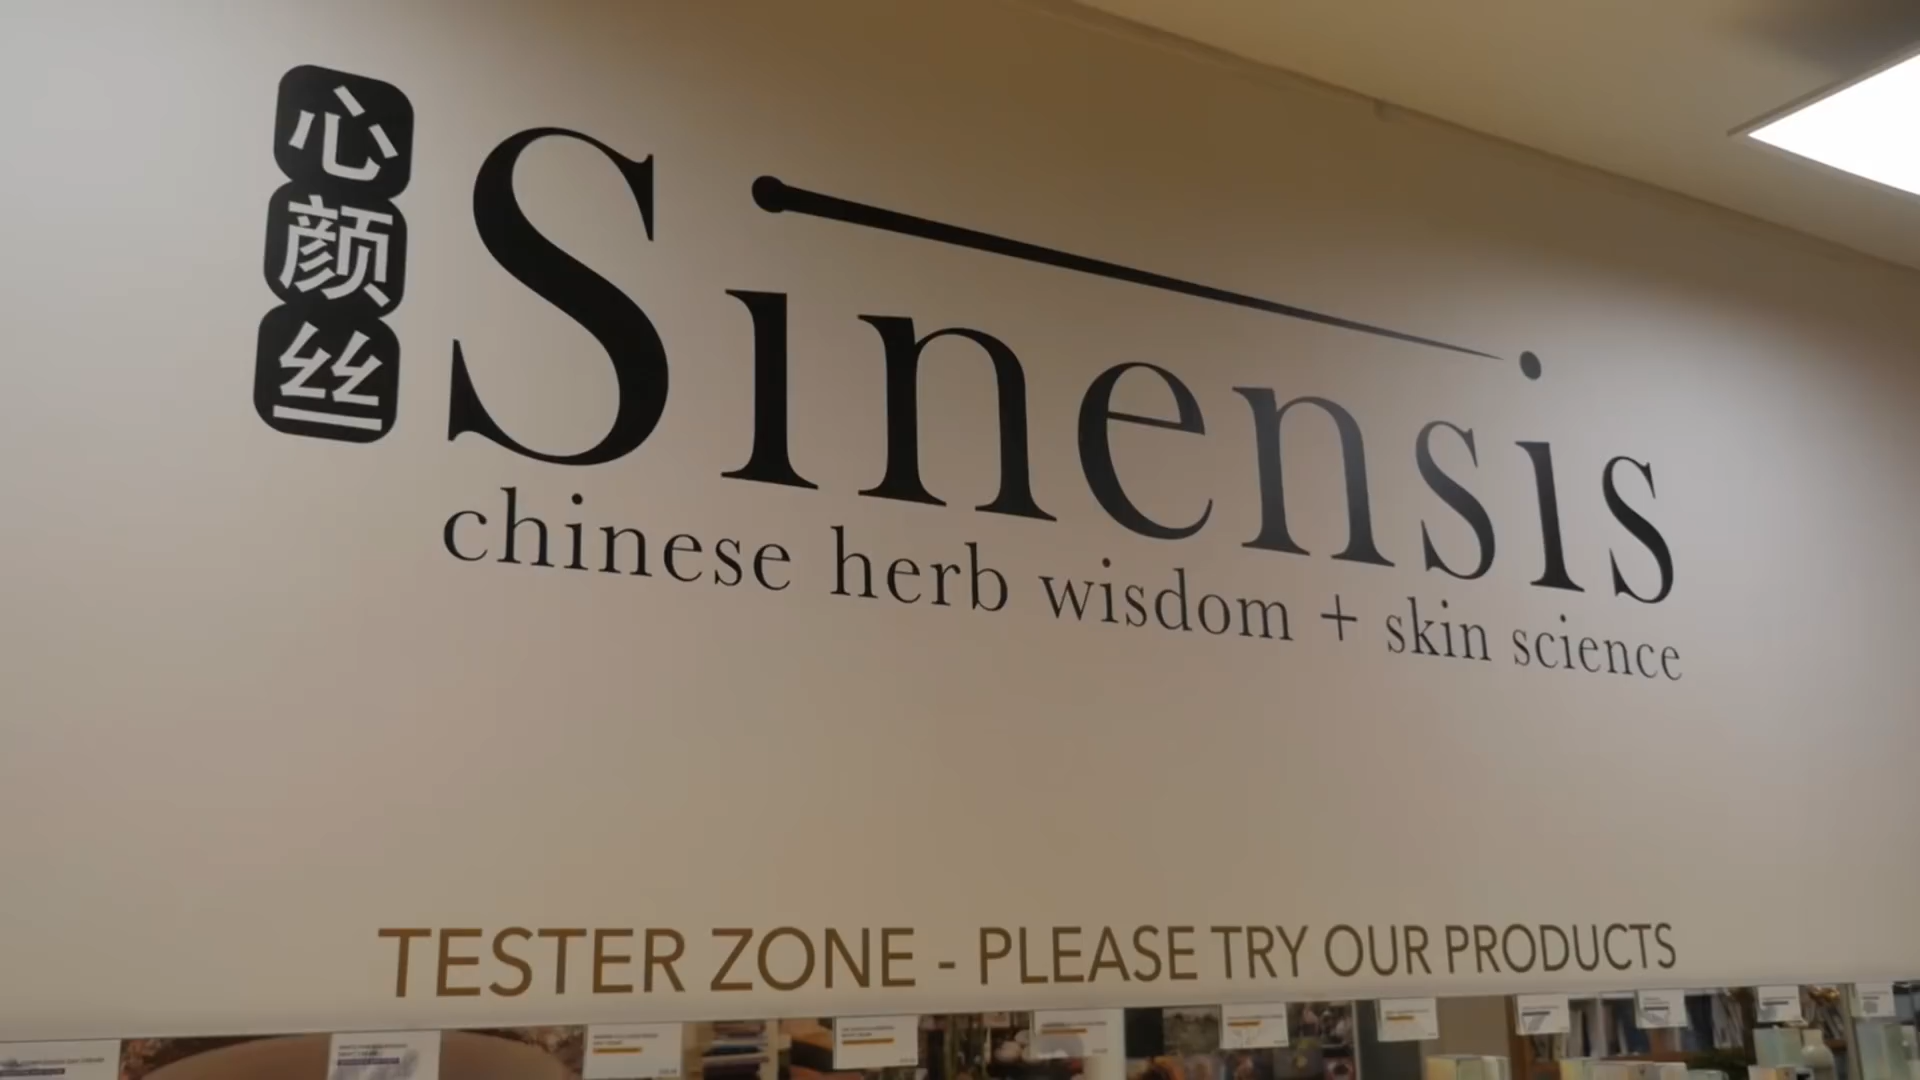 心颜丝
Sinensis
chinese herb wisdom + skin science
TESTER ZONE - PLEASE TRY OUR PRODUCTS